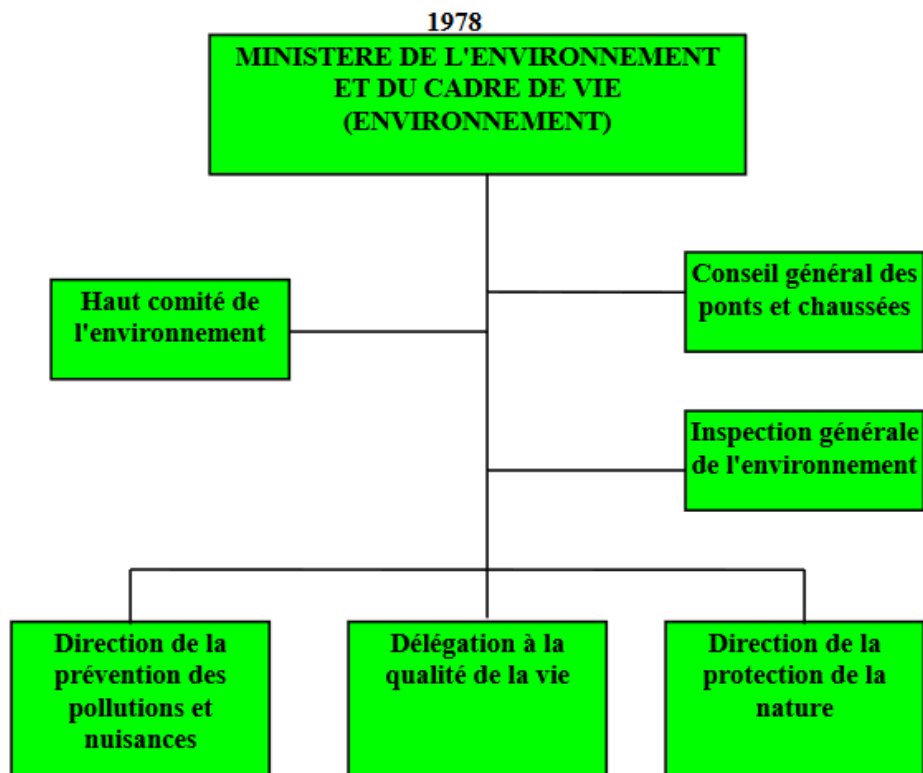 1978
MINISTERE DE L'ENVIRONNEMENT
ET DU CADRE DE VIE
(ENVIRONNEMENT)
Conseil général des
ponts et chaussées
Haut comité de
l'environnement
Inspection générale
de l'environnement
Direction de la
prévention des
pollutions et
nuisances
Délégation à la
qualité de la vie
Direction de la
protection de la
nature